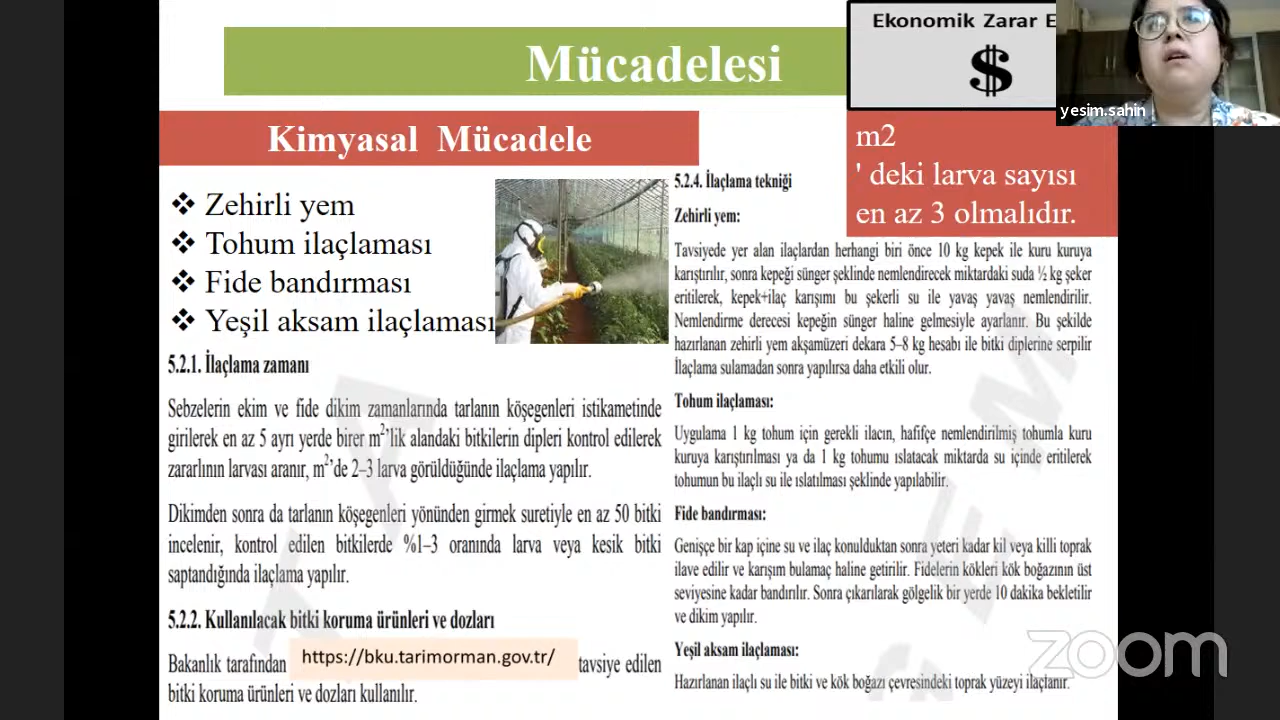 Mücadelesi
Ekonomik Zarar E
$
yesim.sahin
Kimyasal Mücadele
m2
' deki larva sayısı
en az 3 olmalıdır.
❖ Zehirli yem
❖ Tohum ilaçlaması
❖ Fide bandırması
❖ Yeşil aksam ilaçlaması
5.2.1. İlaçlama zamanı
Sebzelerin ekim ve fide dikim zamanlarında tarlanın köşegenleri istikametinde
girilerek en az 5 ayrı yerde birer m²'lik alandaki bitkilerin dipleri kontrol edilerek
zararlının larvası aranır, m²'de 2–3 larva görüldüğünde ilaçlama yapılır.
Dikimden sonra da tarlanın köşegenleri yönünden girmek suretiyle en az 50 bitki
incelenir, kontrol edilen bitkilerde %1–3 oranında larva veya kesik bitki
saptandığında ilaçlama yapılır.
5.2.2. Kullanılacak bitki koruma ürünleri ve dozları
Bakanlık tarafından https://bku.tarimorman.gov.tr/ tavsiye edilen
bitki koruma ürünleri ve dozları kullanılır.
5.2.4. İlaçlama tekniği
Zehirli yem:
Tavsiyede yer alan ilaçlardan herhangi biri önce 10 kg kepek ile kuru kuruya
karıştırılır, sonra kepeği sünger şeklinde nemlendirecek miktardaki suda ½ kg şeker
eritilerek, kepek+ilaç karışımı bu şekerli su ile yavaş yavaş nemlendirilir.
Nemlendirme derecesi kepeğin sünger haline gelmesiyle ayarlanır. Bu şekilde
hazırlanan zehirli yem akşamüzeri dekara 5–8 kg hesabı ile bitki diplerine serpilir
İlaçlama sulamadan sonra yapılırsa daha etkili olur.
Tohum ilaçlaması:
Uygulama 1 kg tohum için gerekli ilacın, hafifçe nemlendirilmiş tohumla kuru
kuruya karıştırılması ya da 1 kg tohumu ıslatacak miktarda su içinde eritilerek
tohumun bu ilaçlı su ile ıslatılması şeklinde yapılabilir.
Fide bandırması:
Genişçe bir kap içine su ve ilaç konulduktan sonra yeteri kadar kil veya killi toprak
ilave edilir ve karışım bulamaç haline getirilir. Fidelerin kökleri kök boğazının üst
seviyesine kadar bandırılır. Sonra çıkarılarak gölgelik bir yerde 10 dakika bekletilir
ve dikim yapılır.
Yeşil aksam ilaçlaması:
Hazırlanan ilaçlı su ile bitki ve kök boğazı çevresindeki toprak yüzeyi ilaçlanır.
zoom